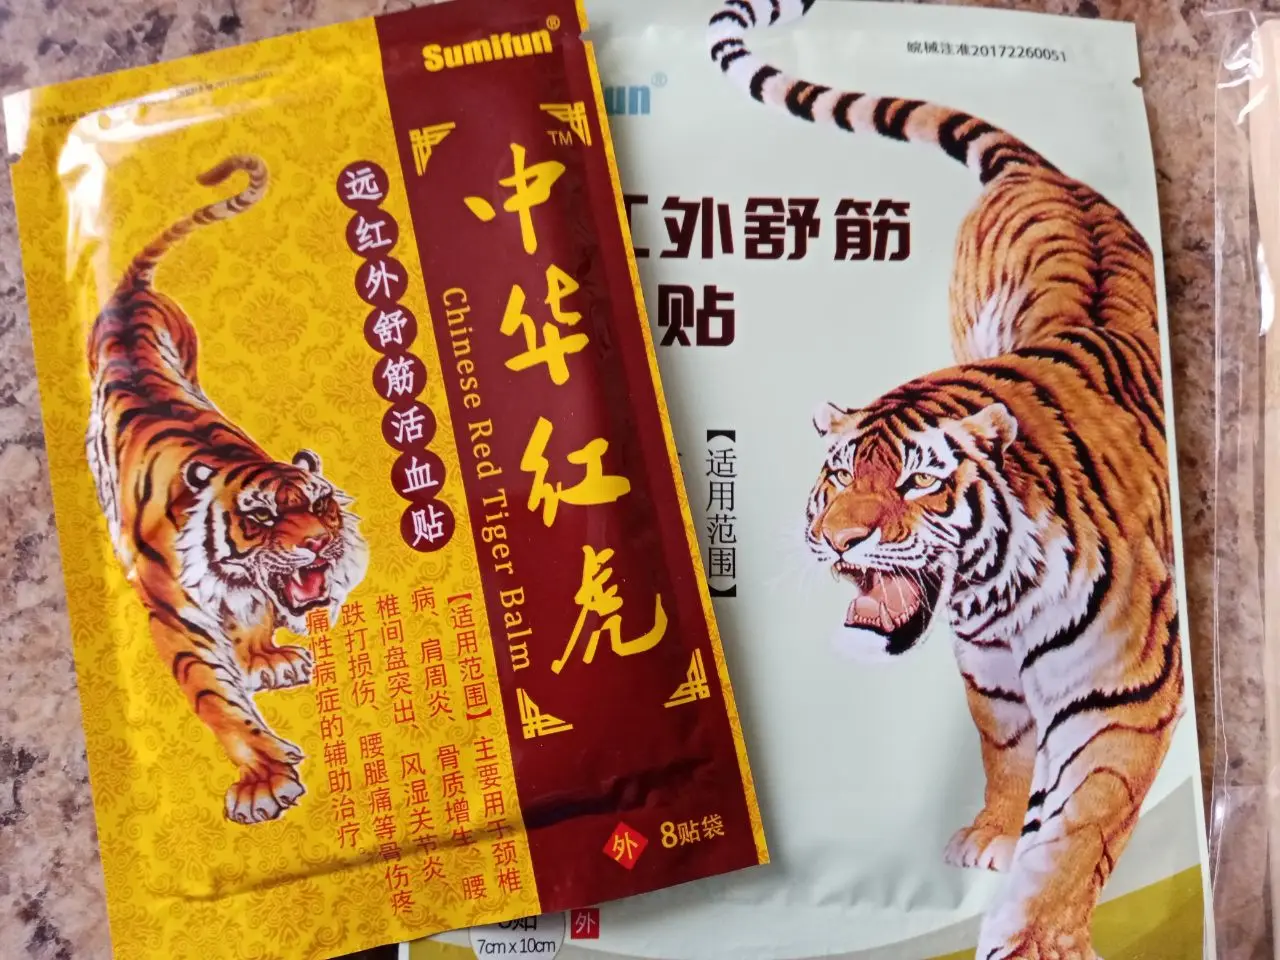 Sumifun®
中华红虎
TM
Chinese Red Tiger Balm
远红外舒筋活血贴
【适用范围】主要用于颈椎
病、肩周炎、骨质增生、腰
椎间盘突出、风湿关节炎
跌打损伤、腰腿痛等骨伤疼
痛性病症的辅助治疗
外
8贴袋
皖械注准20172260051
un®
外舒筋
贴
【适用范围】
外
7cm x 10cm